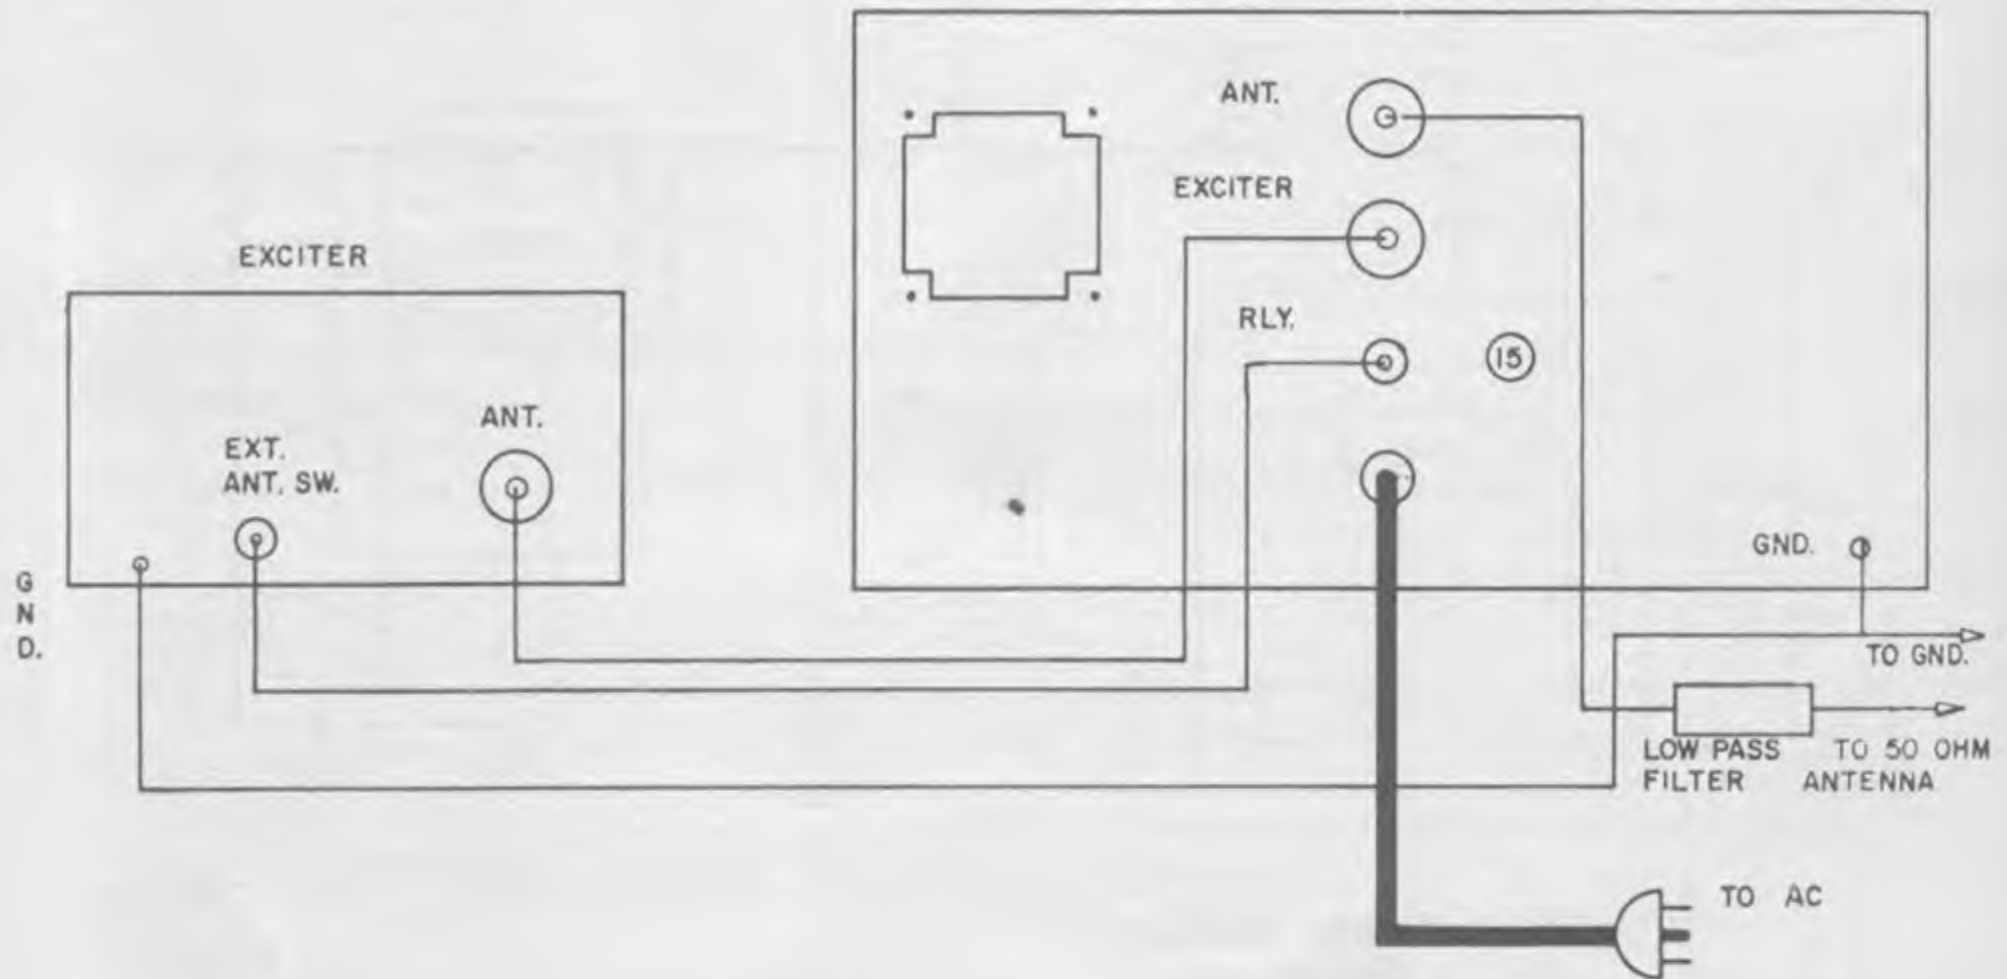 ANT.
EXCITER
RLY.
15
GND.
EXCITER
ANT.
EXT.
ANT. SW.
G
N
D.
TO GND.
LOW PASS
FILTER
TO 50 OHM
ANTENNA
TO AC